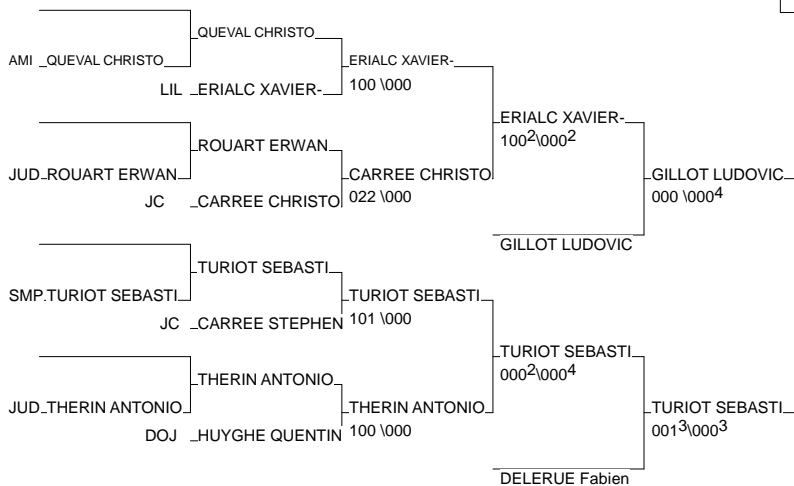 QUEVAL CHRISTO
AMI QUEVAL CHRISTO
ERIALC XAVIER-
LIL ERIALC XAVIER-
100 \000
ERIALC XAVIER-
100²\000²
ROUART ERWAN
JUD ROUART ERWAN
CARREE CHRISTO
GILLOT LUDOVIC
JC CARREE CHRISTO
022 \000
000 \000⁴
GILLOT LUDOVIC
TURIOT SEBASTI
SMP TURIOT SEBASTI
TURIOT SEBASTI
JC CARREE STEPHEN
101 \000
TURIOT SEBASTI
000²\000⁴
THERIN ANTONIO
JUD THERIN ANTONIO
THERIN ANTONIO
TURIOT SEBASTI
DOJ HUYGHE QUENTIN
100 \000
001³\000³
DELERUE Fabien